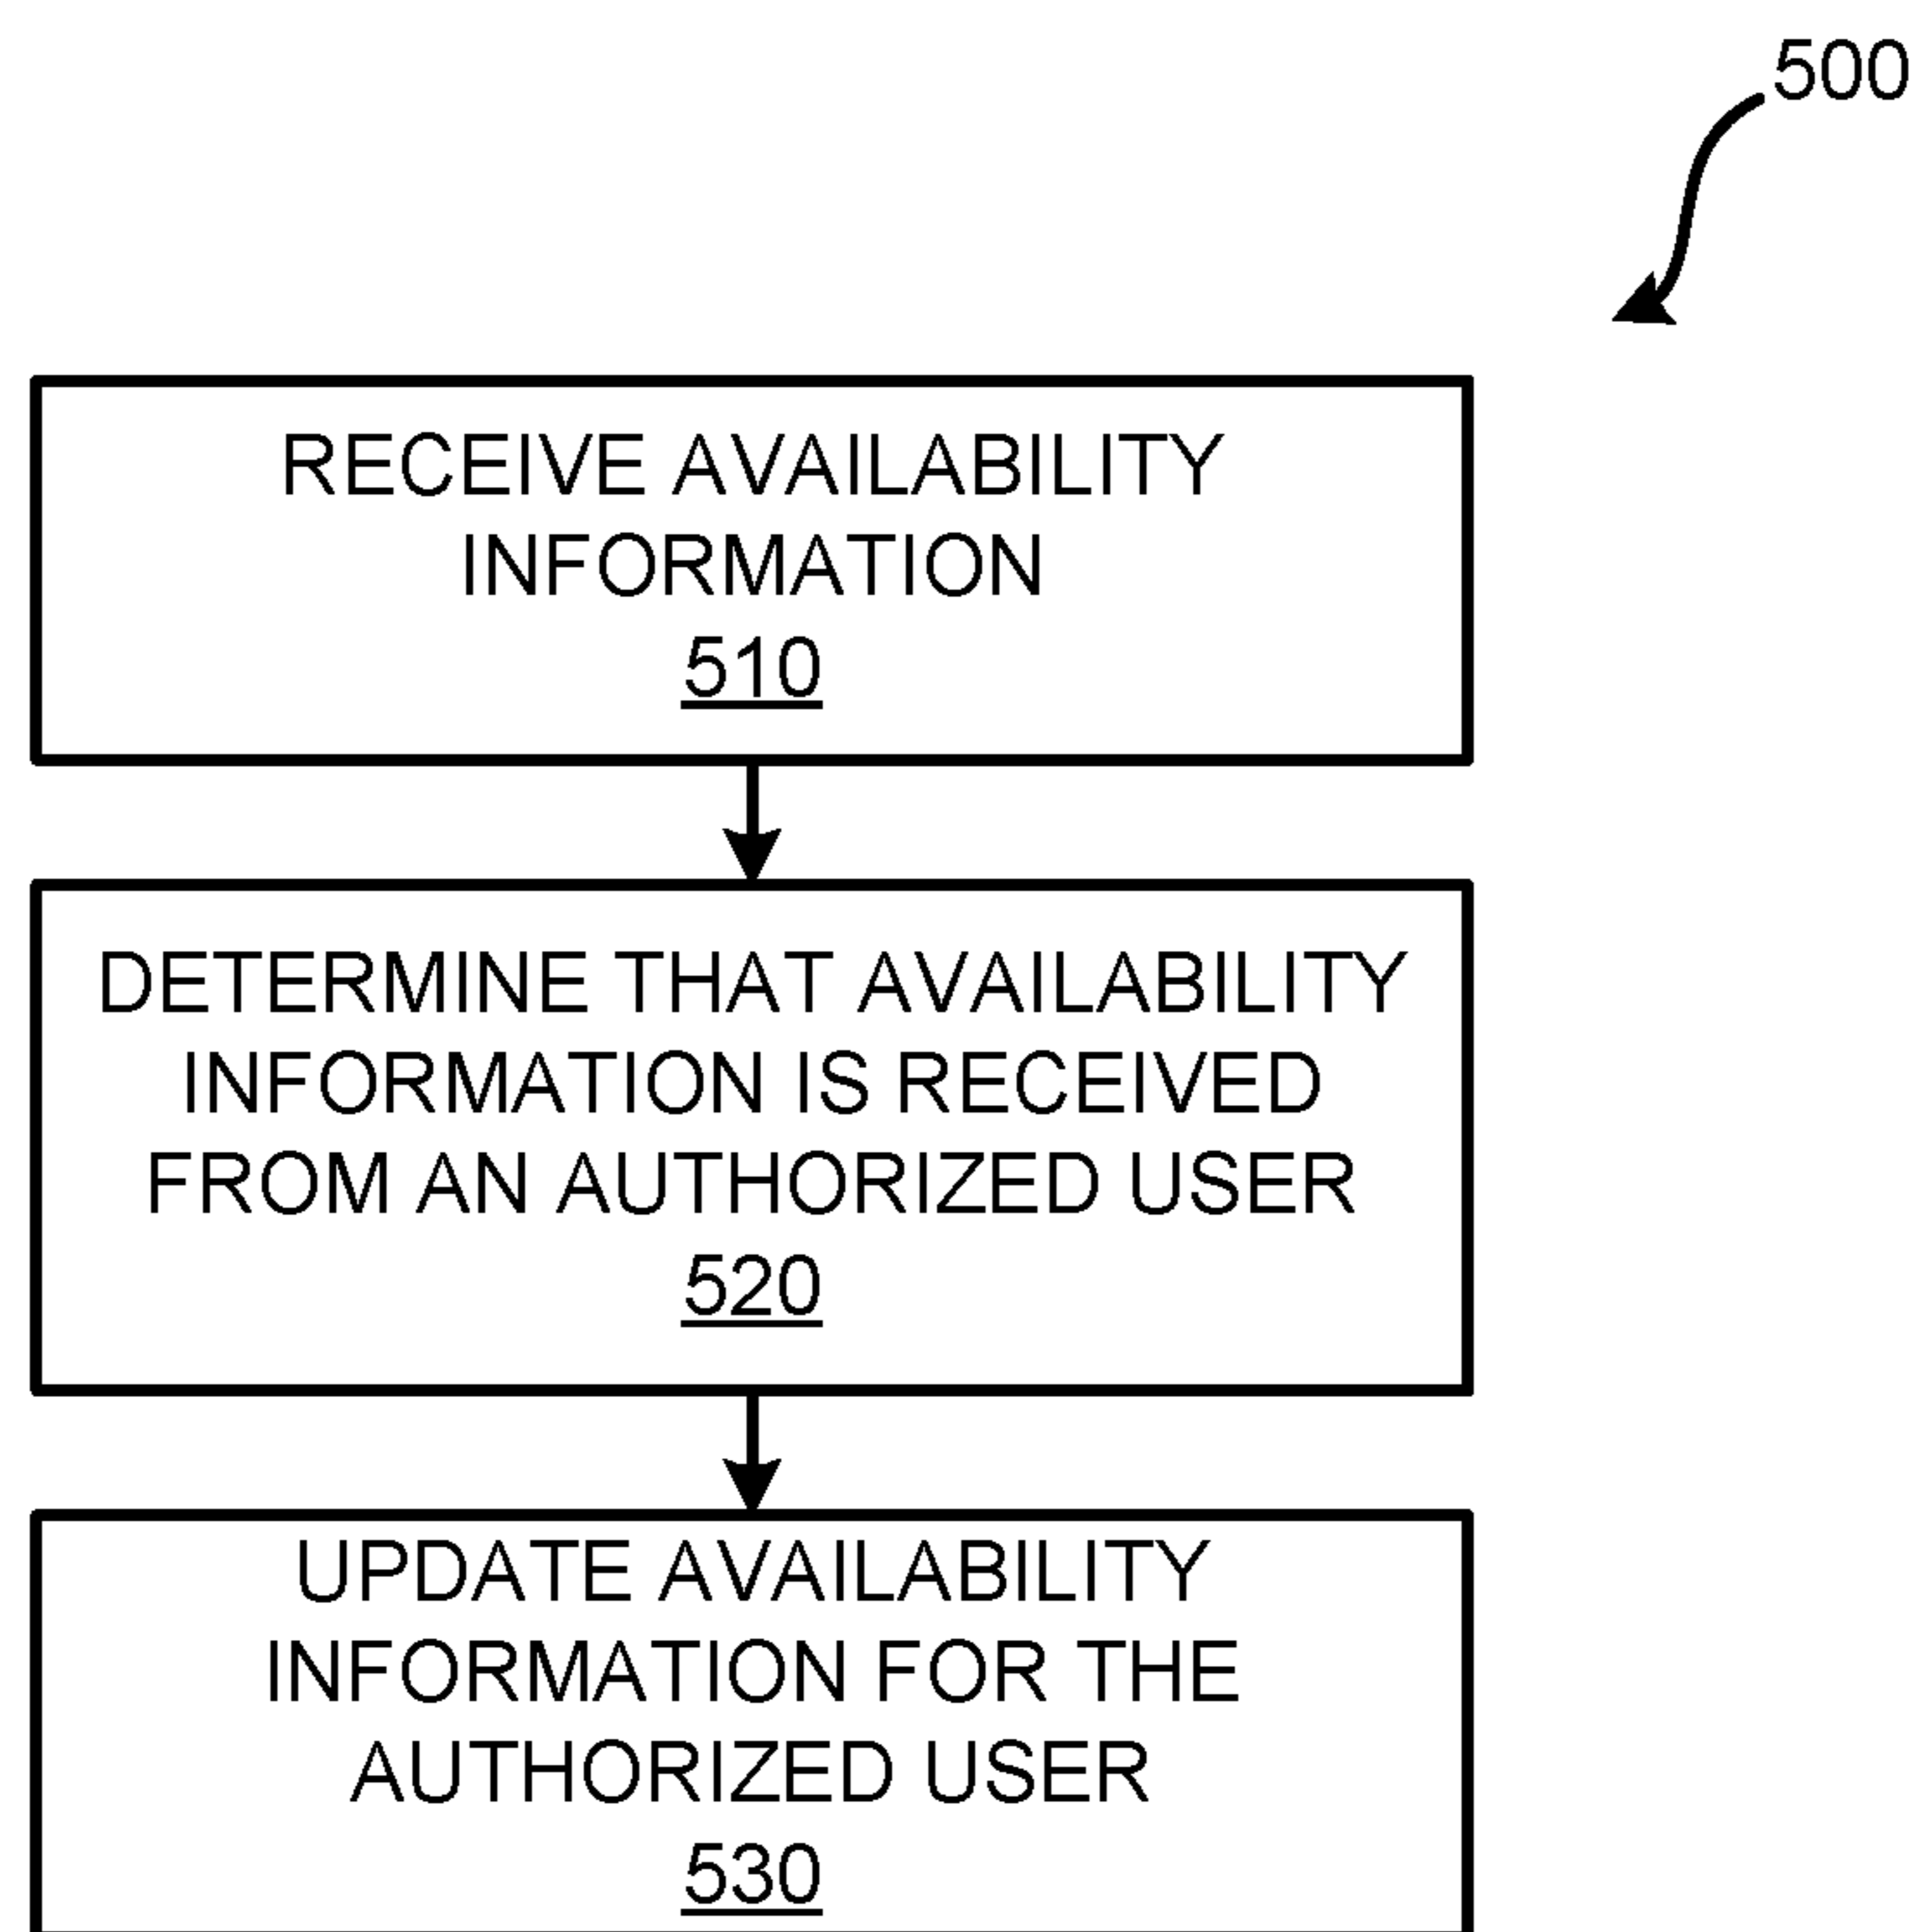 500
RECEIVE AVAILABILITY
INFORMATION
510
DETERMINE THAT AVAILABILITY
INFORMATION IS RECEIVED
FROM AN AUTHORIZED USER
520
UPDATE AVAILABILITY
INFORMATION FOR THE
AUTHORIZED USER
530